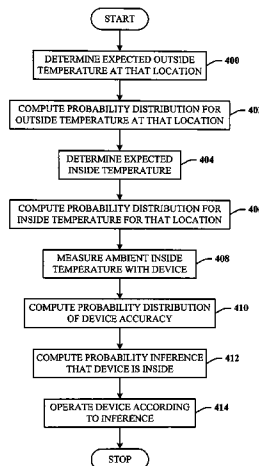 START
DETERMINE EXPECTED OUTSIDE
TEMPERATURE AT THAT LOCATION
400
COMPUTE PROBABILITY DISTRIBUTION FOR
OUTSIDE TEMPERATURE AT THAT LOCATION
DETERMINE EXPECTED
INSIDE TEMPERATURE
404
COMPUTE PROBABILITY DISTRIBUTION FOR
INSIDE TEMPERATURE FOR THAT LOCATION
MEASURE AMBIENT INSIDE
TEMPERATURE WITH DEVICE
408
COMPUTE PROBABILITY DISTRIBUTION
OF DEVICE ACCURACY
410
COMPUTE PROBABILITY INFERENCE
THAT DEVICE IS INSIDE
412
OPERATE DEVICE ACCORDING
TO INFERENCE
414
STOP